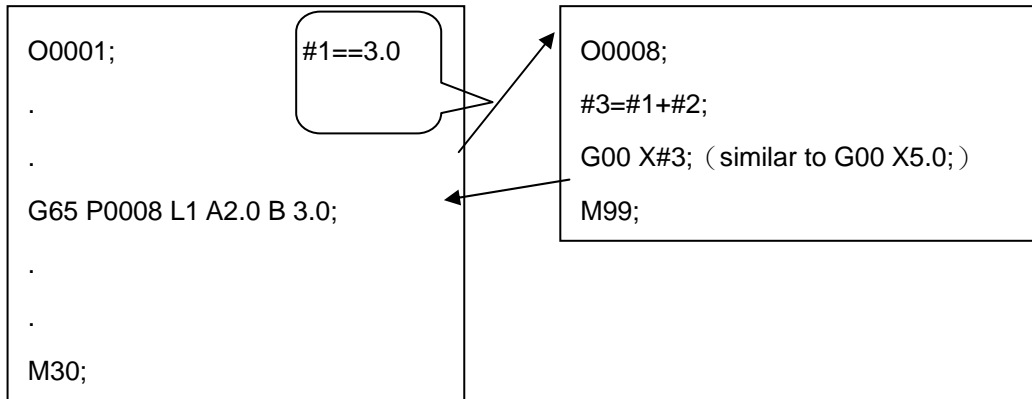 O0001;
#1==3.0
.
.
G65 P0008 L1 A2.0 B 3.0;
.
.
M30;
O0008;
#3=#1+#2;
G00 X#3;（similar to G00 X5.0;）
M99;